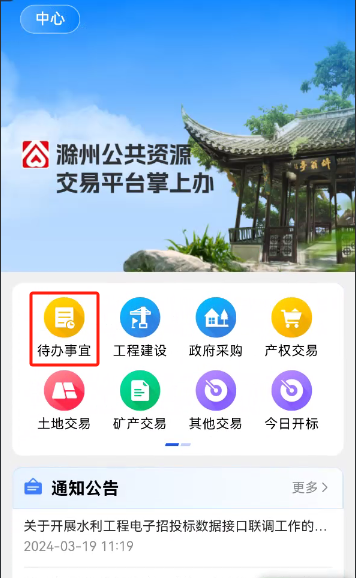 中心
滁州公共资源
交易平台掌上办
待办事宜 工程建设 政府采购 产权交易
土地交易 矿产交易 其他交易 今日开标
通知公告 更多
关于开展水利工程电子招投标数据接口联调工作的...
2024-03-19 11:19